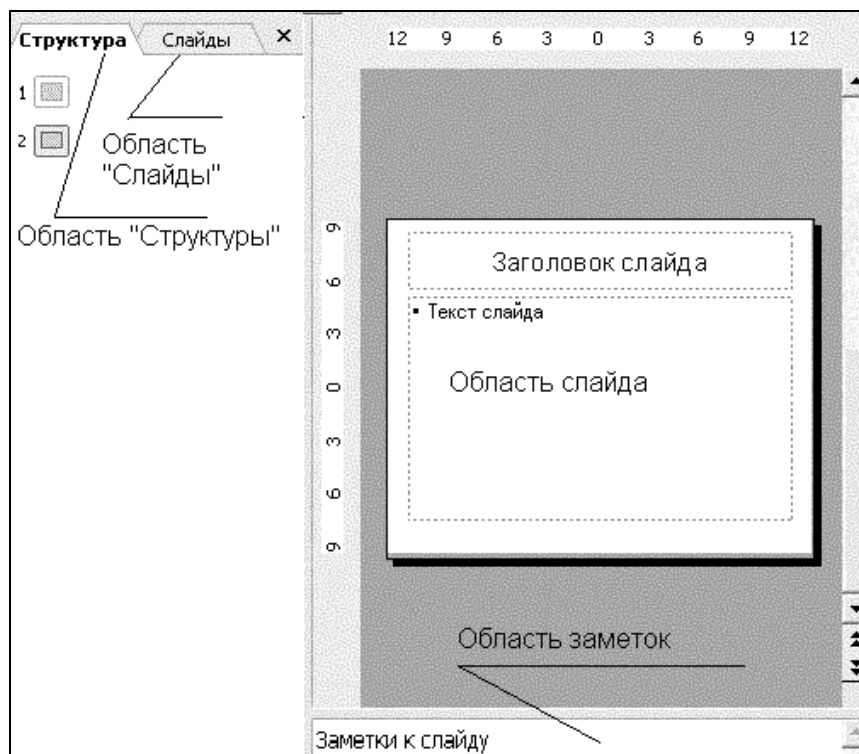 Структура Слайды ×
1
2
Область
"Слайды"
Область "Структуры"
12 9 6 3 0 3 6 9 12
9
6
3
0
3
6
9
Заголовок слайда
▪ Текст слайда
Область слайда
Область заметок
Заметки к слайду